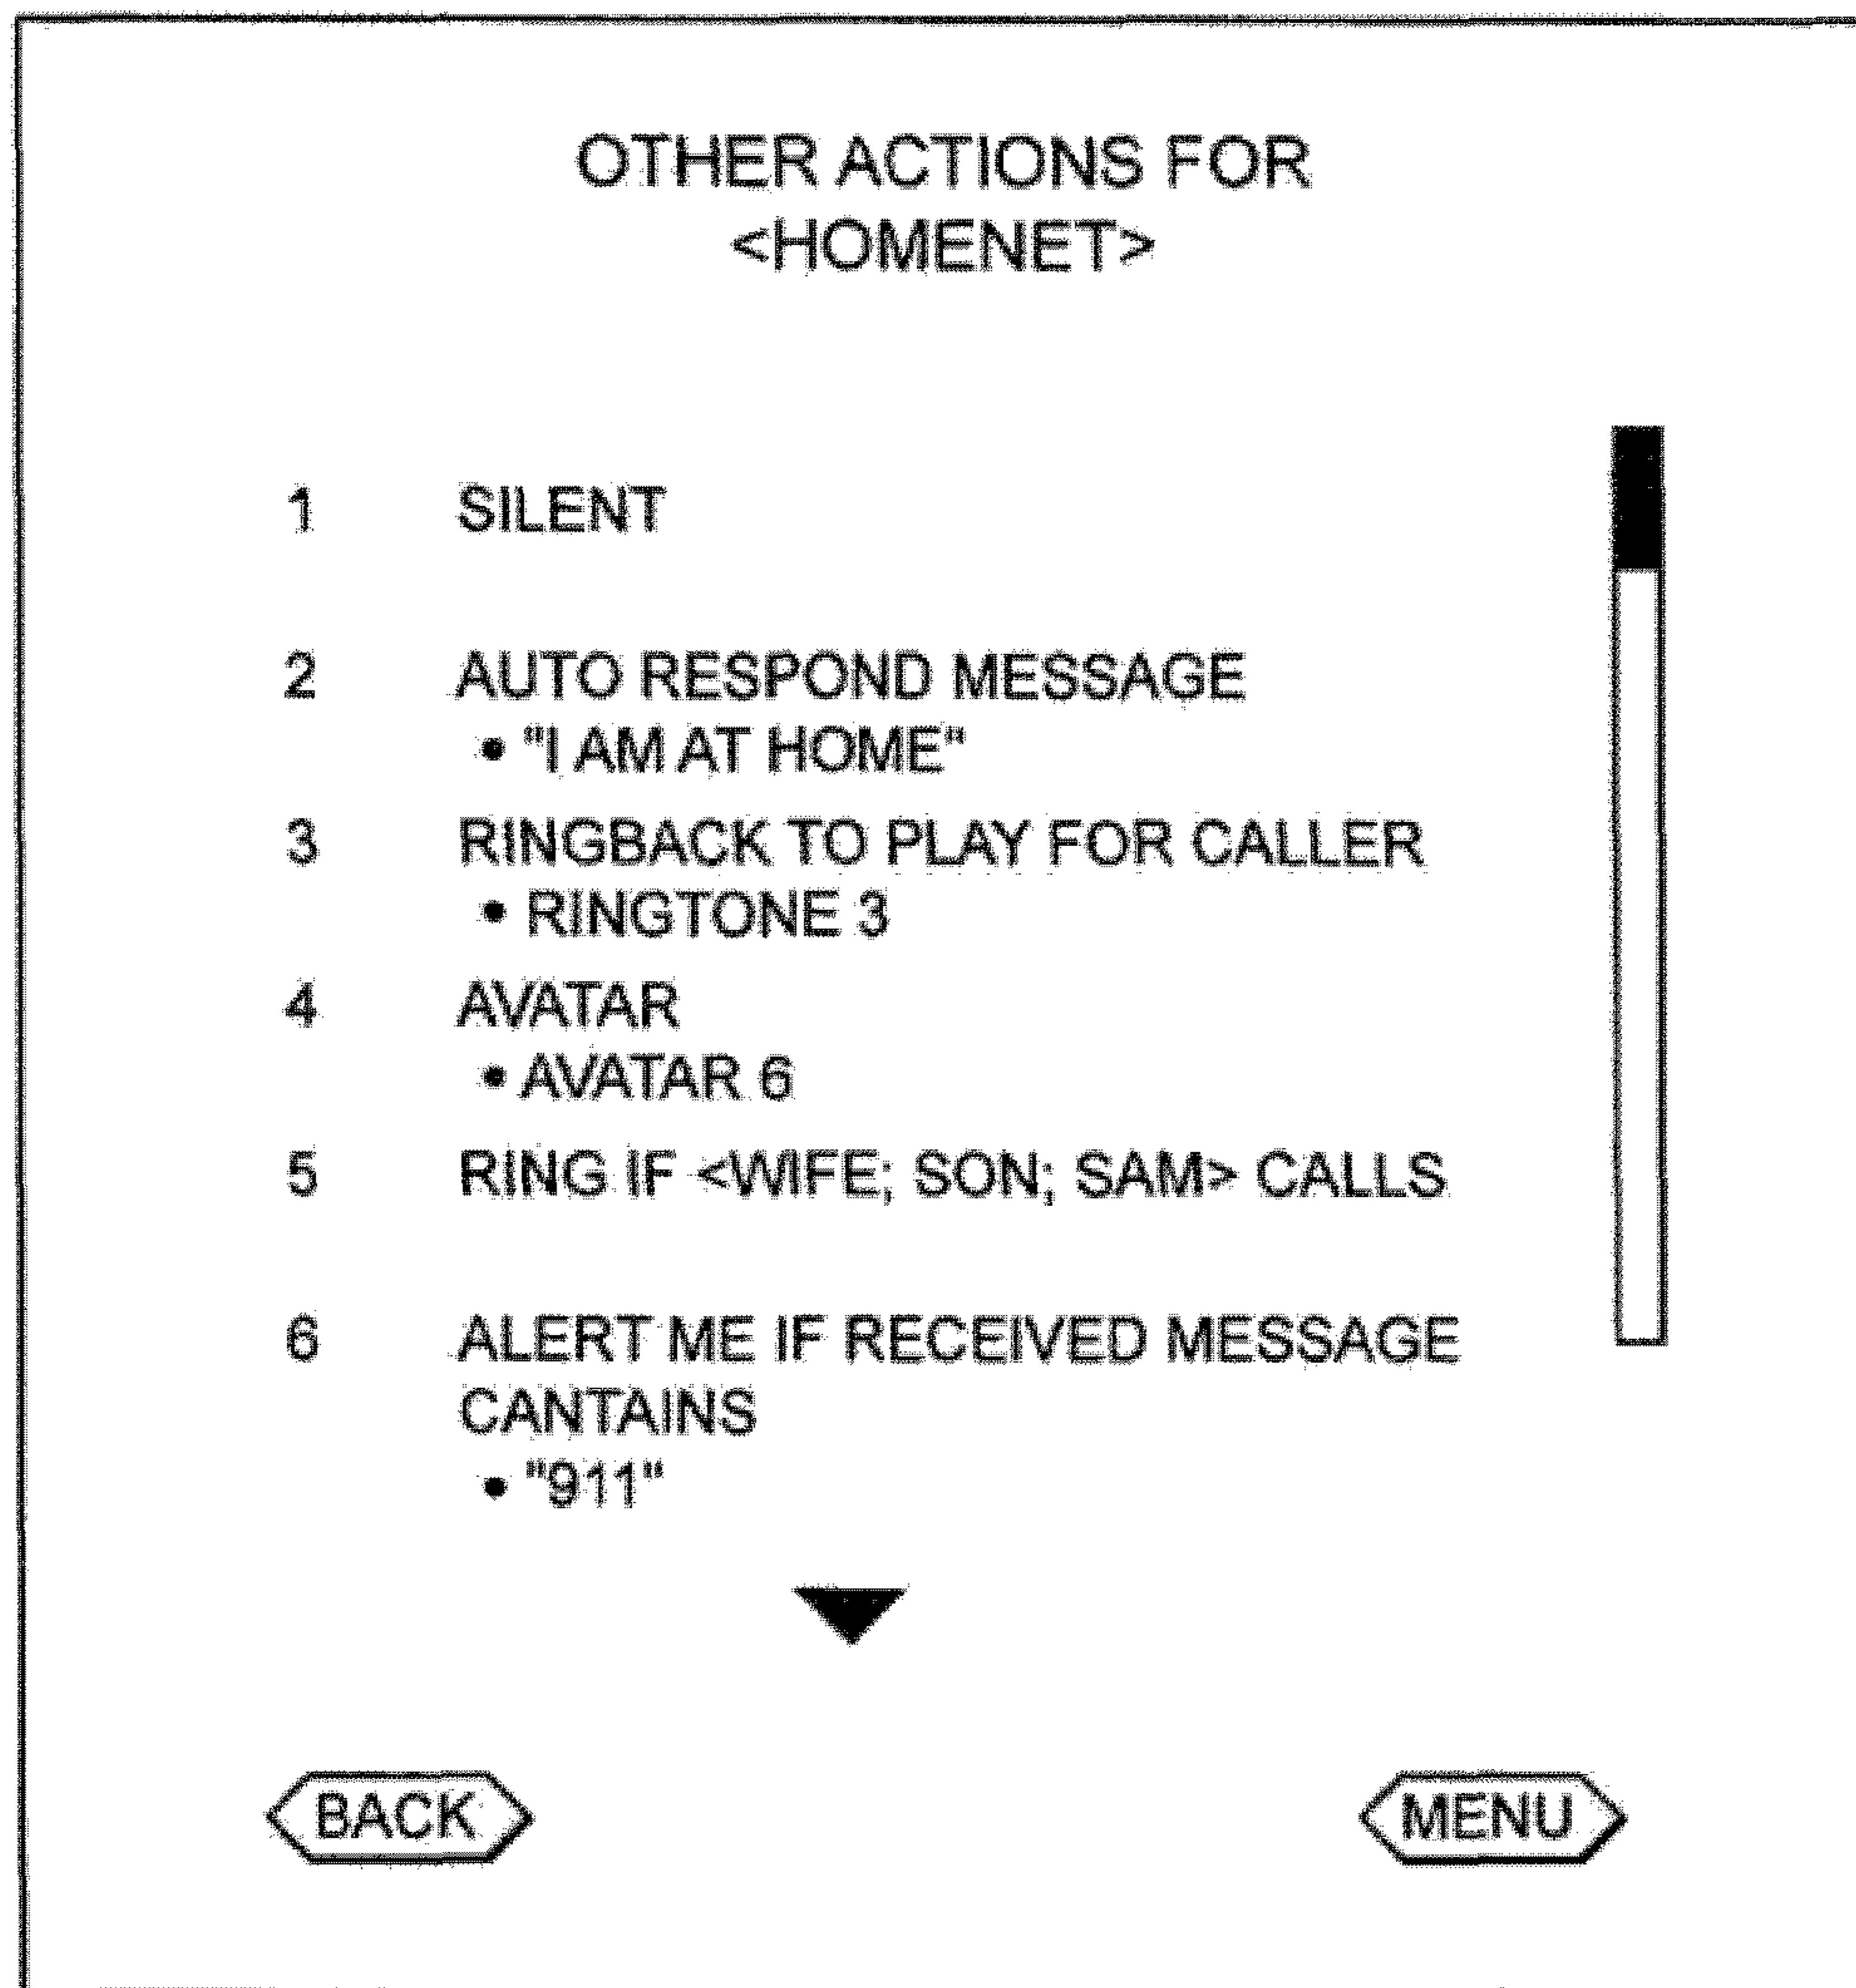 OTHER ACTIONS FOR
<HOMENET>
1 SILENT
2 AUTO RESPOND MESSAGE
• "I AM AT HOME"
3 RINGBACK TO PLAY FOR CALLER
• RINGTONE 3
4 AVATAR
• AVATAR 6
5 RING IF <WIFE; SON; SAM> CALLS
6 ALERT ME IF RECEIVED MESSAGE
CANTAINS
• "911"
BACK MENU